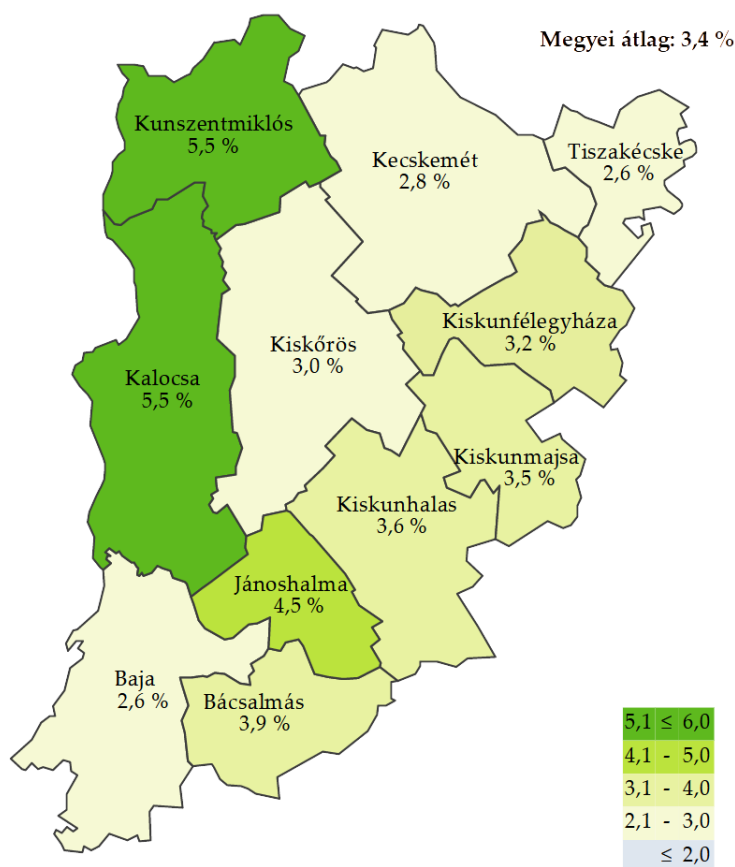 Megyei átlag: 3,4 %
Kunszentmiklós
5,5 %
Kecskemét
2,8 %
Tiszakécske
2,6 %
Kiskunfélegyháza
3,2 %
Kiskőrös
3,0 %
Kalocsa
5,5 %
Kiskunmajsa
3,5 %
Kiskunhalas
3,6 %
Jánoshalma
4,5 %
Baja
2,6 %
Bácsalmás
3,9 %
5,1 ≤ 6,0
4,1 - 5,0
3,1 - 4,0
2,1 - 3,0
≤ 2,0